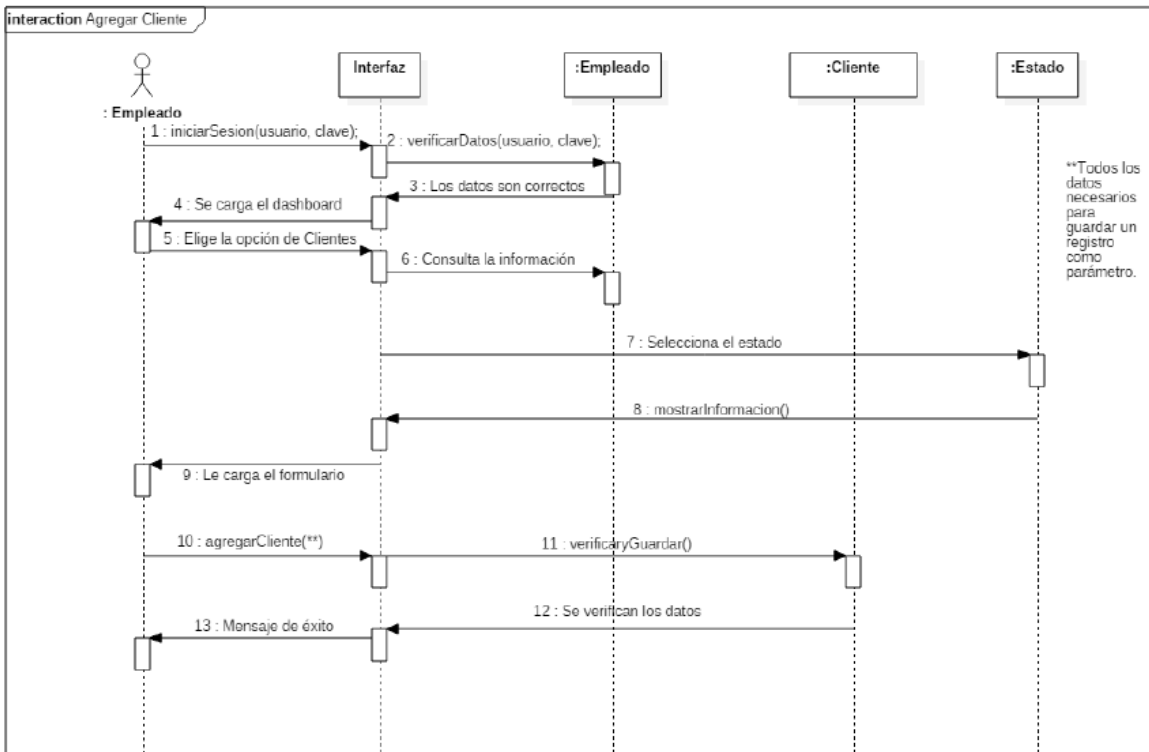 interaction Agregar Cliente
Interfaz
:Empleado
:Cliente
:Estado
: Empleado
1 : iniciarSesion(usuario, clave);
2 : verificarDatos(usuario, clave);
3 : Los datos son correctos
4 : Se carga el dashboard
5 : Elige la opción de Clientes
6 : Consulta la información
**Todos los
datos
necesarios
para
guardar un
registro
como
parámetro.
7 : Selecciona el estado
8 : mostrarInformacion()
9 : Le carga el formulario
10 : agregarCliente(**)
11 : verificaryGuardar()
12 : Se verifican los datos
13 : Mensaje de éxito